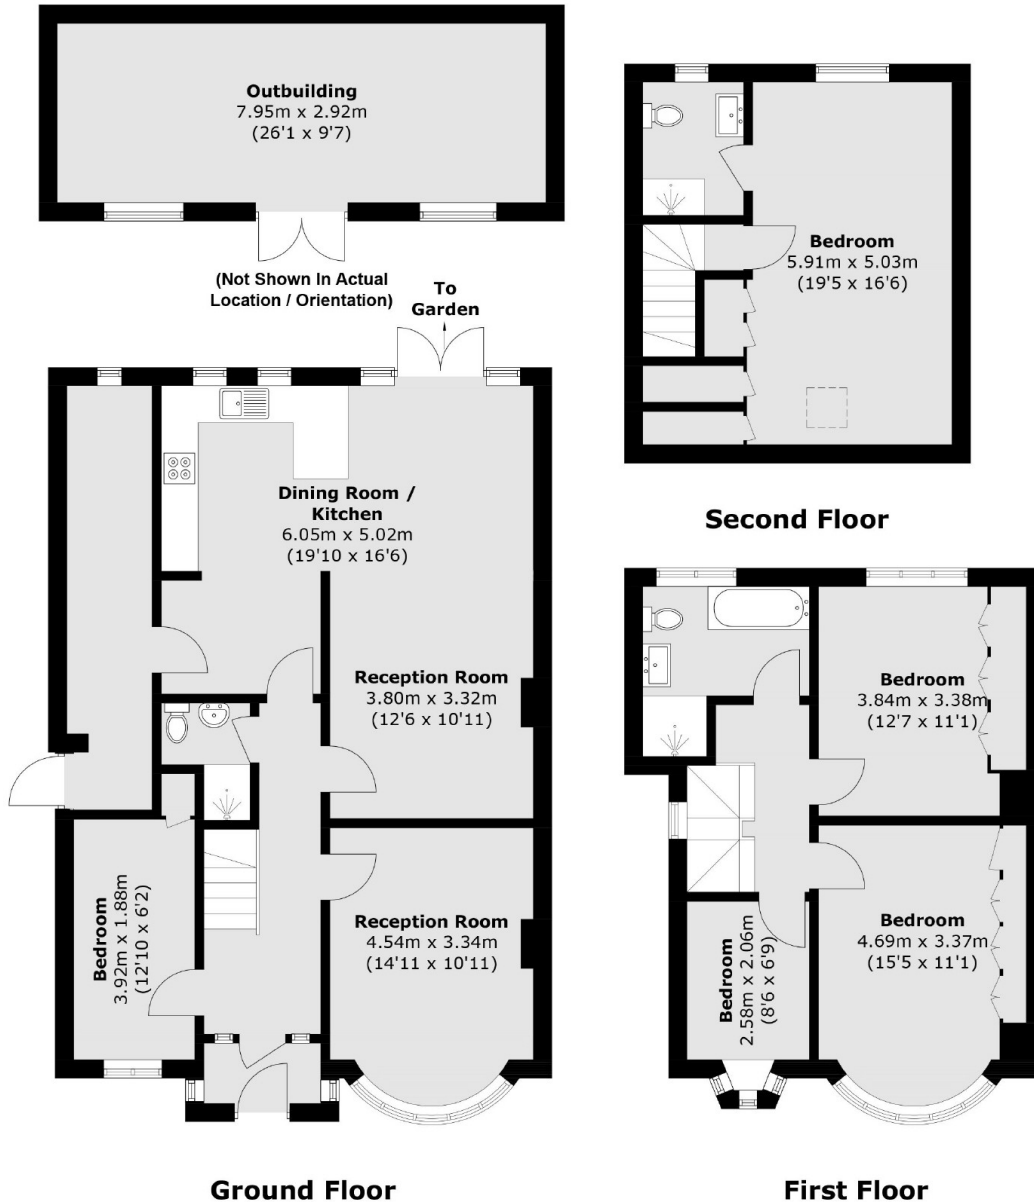 Outbuilding
7.95m x 2.92m
(26'1 x 9'7)
(Not Shown In Actual
Location / Orientation)
To
Garden
Bedroom
5.91m x 5.03m
(19'5 x 16'6)
Second Floor
Dining Room /
Kitchen
6.05m x 5.02m
(19'10 x 16'6)
Reception Room
3.80m x 3.32m
(12'6 x 10'11)
Bedroom
3.92m x 1.88m
(12'10 x 6'2)
Reception Room
4.54m x 3.34m
(14'11 x 10'11)
Ground Floor
Bedroom
3.84m x 3.38m
(12'7 x 11'1)
Bedroom
2.58m x 2.06m
(8'6 x 6'9)
Bedroom
4.69m x 3.37m
(15'5 x 11'1)
First Floor